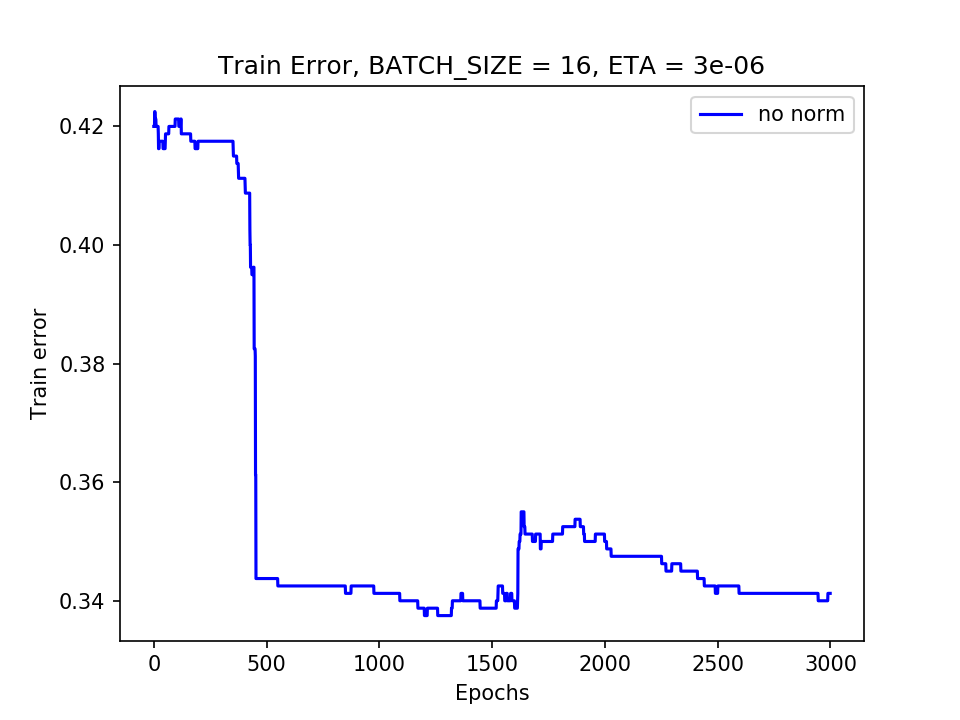 Train Error, BATCH_SIZE = 16, ETA = 3e-06
no norm
0.42
0.40
0.38
0.36
0.34
Train error
0 500 1000 1500 2000 2500 3000
Epochs